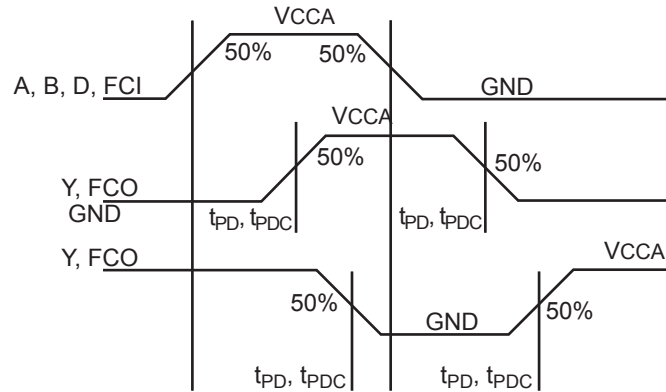 VCCA
50% 50%
A, B, D, FCI
GND
VCCA
50% 50%
Y, FCO
GND
tPD, tPDC tPD, tPDC
Y, FCO
VCCA
50% GND 50%
tPD, tPDC tPD, tPDC